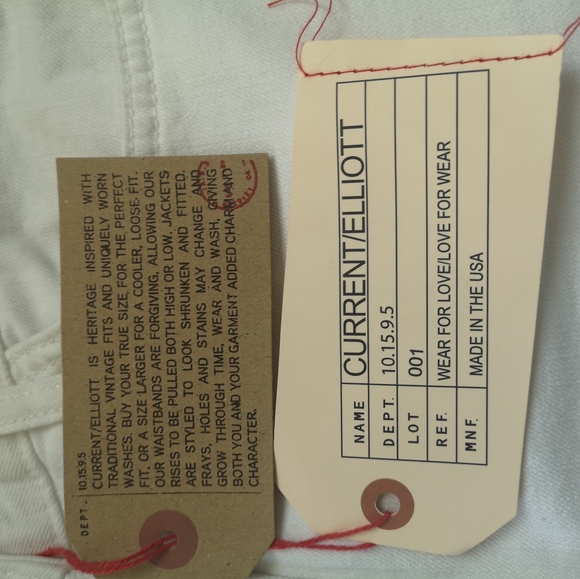 DEPT. 10.15.9.5
CURRENT/ELLIOTT IS HERITAGE INSPIRED WITH
TRADITIONAL VINTAGE FITS AND UNIQUELY WORN
WASHES. BUY YOUR TRUE SIZE FOR THE PERFECT
FIT, OR A SIZE LARGER FOR A COOLER, LOOSE FIT.
OUR WAISTBANDS ARE FORGIVING, ALLOWING OUR
RISES TO BE PULLED BOTH HIGH OR LOW. JACKETS
ARE STYLED TO LOOK SHRUNKEN AND FITTED.
FRAYS, HOLES AND STAINS MAY CHANGE AND
GROW THROUGH TIME, WEAR AND WASH, GIVING
BOTH YOU AND YOUR GARMENT ADDED CHARM AND
CHARACTER.
NAME CURRENT/ELLIOTT
DEPT. 10.15.9.5
LOT 001
REF. WEAR FOR LOVE/LOVE FOR WEAR
MNF. MADE IN THE USA